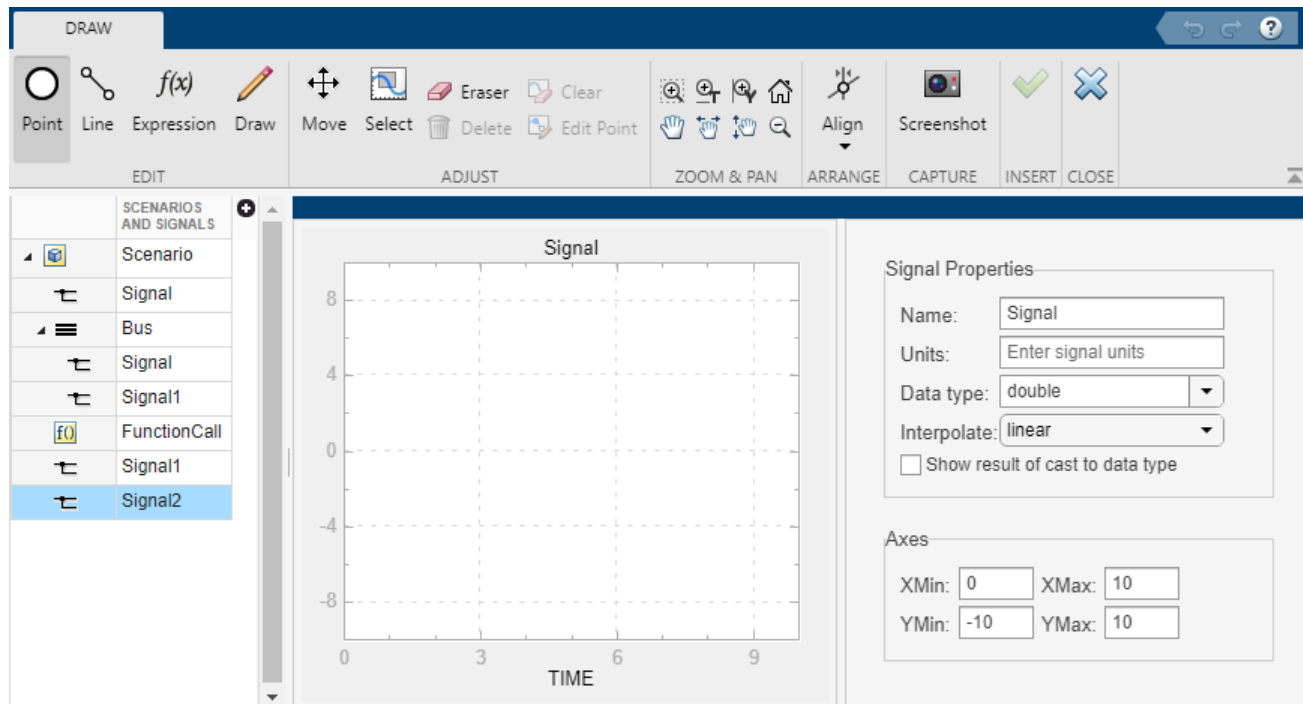 DRAW
?
Point Line f(x) Expression Draw
Move Select Eraser Clear
Delete Edit Point
Align
Screenshot
EDIT ADJUST ZOOM & PAN ARRANGE CAPTURE INSERT CLOSE
SCENARIOS
AND SIGNALS
Scenario
Signal
Bus
Signal
Signal1
f() FunctionCall
Signal1
Signal2
Signal
8
4
0
-4
-8
0 3 6 9
TIME
Signal Properties
Name: Signal
Units: Enter signal units
Data type: double
Interpolate: linear
Show result of cast to data type
Axes
XMin: 0 XMax: 10
YMin: -10 YMax: 10